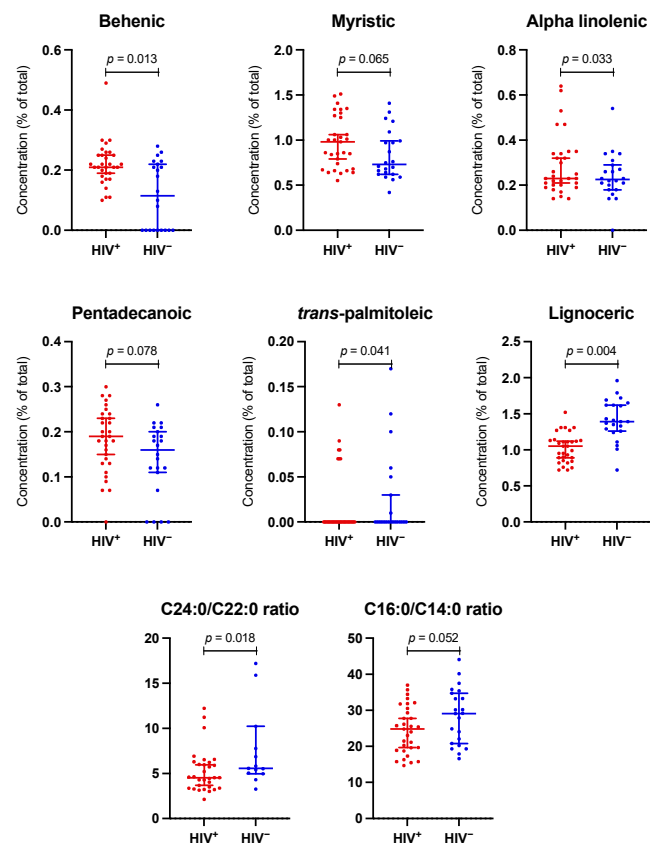 Behenic
p = 0.013
Concentration (% of total)
0.6
0.4
0.2
0.0
HIV⁺
HIV⁻
Myristic
p = 0.065
Concentration (% of total)
2.0
1.5
1.0
0.5
0.0
HIV⁺
HIV⁻
Alpha linolenic
p = 0.033
Concentration (% of total)
0.8
0.6
0.4
0.2
0.0
HIV⁺
HIV⁻
Pentadecanoic
p = 0.078
Concentration (% of total)
0.4
0.3
0.2
0.1
0.0
HIV⁺
HIV⁻
trans-palmitoleic
p = 0.041
Concentration (% of total)
0.20
0.15
0.10
0.05
0.00
HIV⁺
HIV⁻
Lignoceric
p = 0.004
Concentration (% of total)
2.5
2.0
1.5
1.0
0.5
0.0
HIV⁺
HIV⁻
C24:0/C22:0 ratio
p = 0.018
20
15
10
5
0
HIV⁺
HIV⁻
C16:0/C14:0 ratio
p = 0.052
50
40
30
20
10
0
HIV⁺
HIV⁻